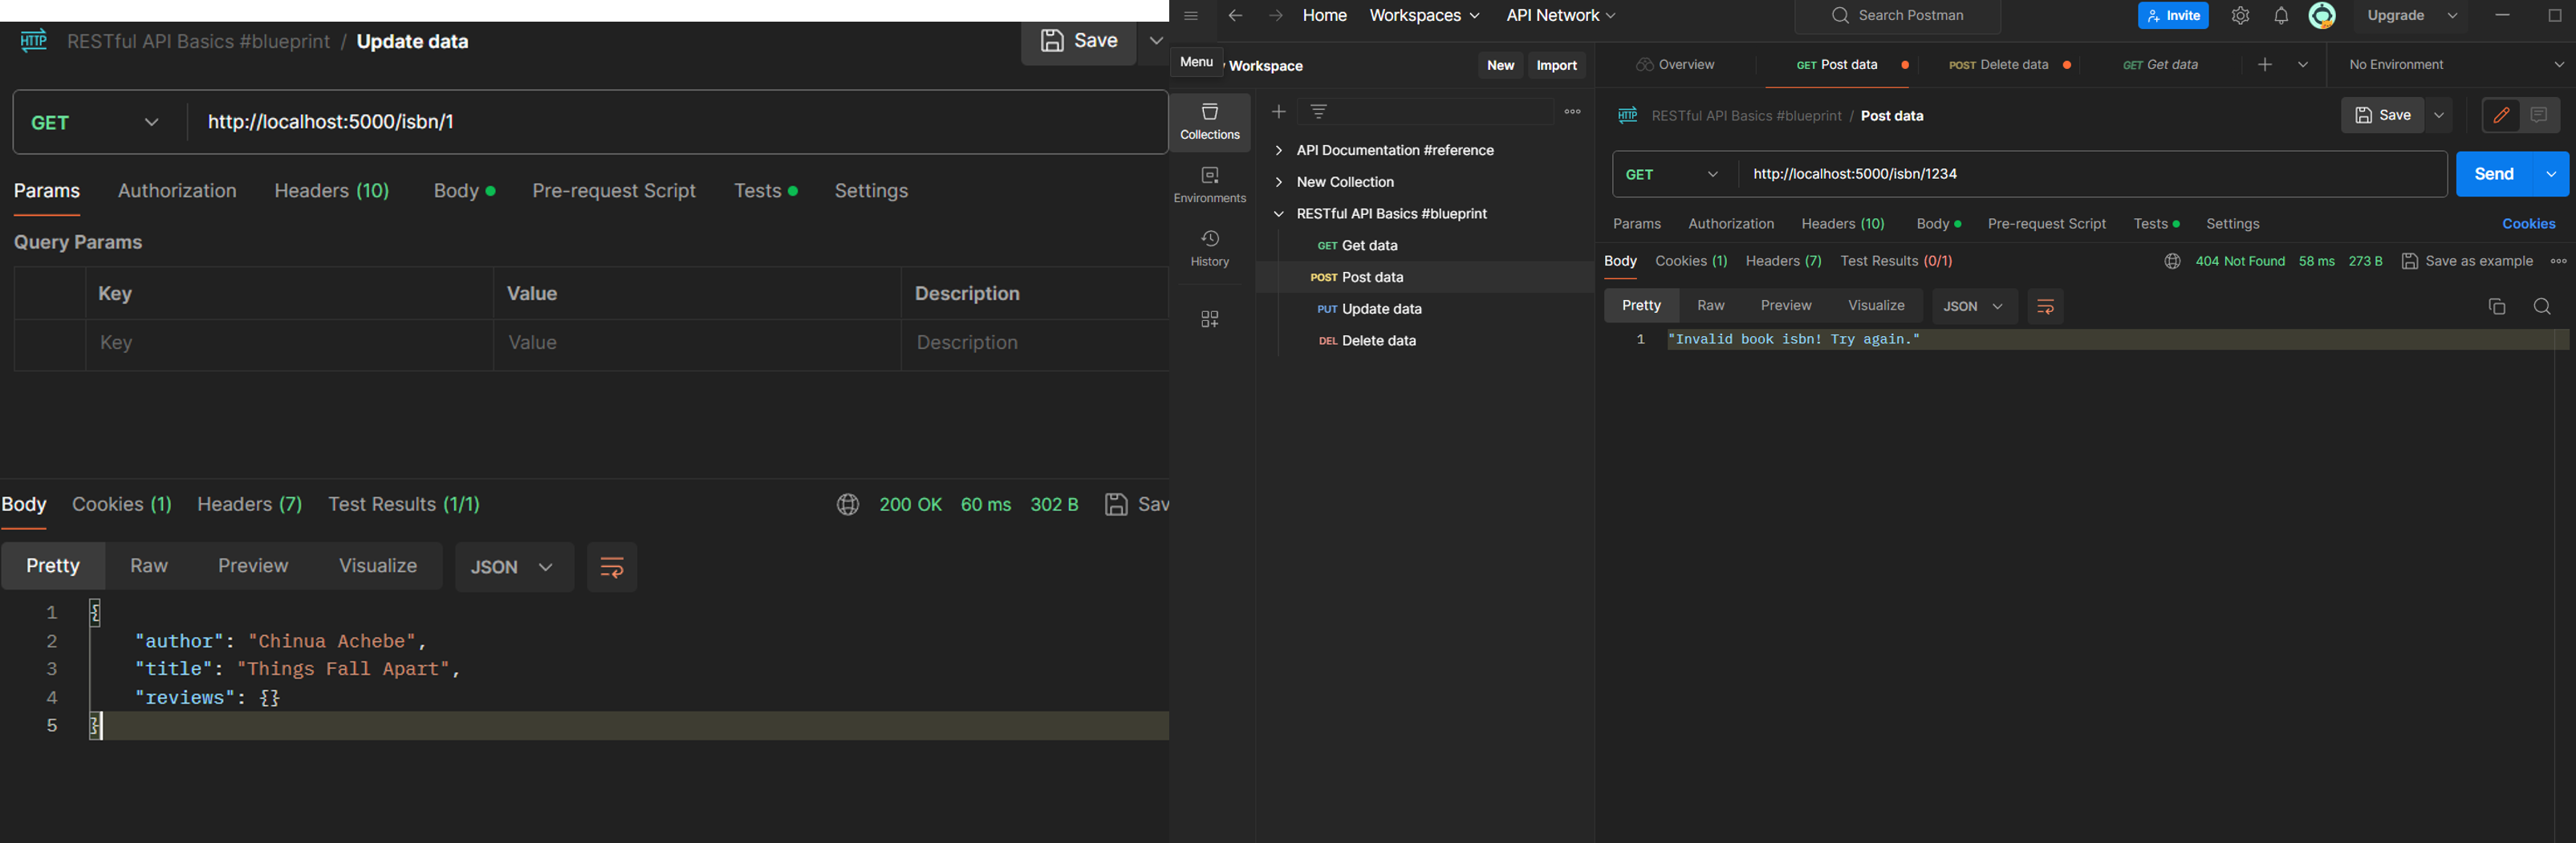 RESTful API Basics #blueprint / Update data
Save
GET http://localhost:5000/isbn/1
Params Authorization Headers (10) Body Pre-request Script Tests Settings
Query Params
Key Value Description
Key Value Description
Body Cookies (1) Headers (7) Test Results (1/1) 200 OK 60 ms 302 B Sav
Pretty Raw Preview Visualize JSON
1 {
2 "author": "Chinua Achebe",
3 "title": "Things Fall Apart",
4 "reviews": {}
5 }
Home Workspaces API Network Search Postman Invite Upgrade
Menu Workspace New Import
Collections
Environments
History
API Documentation #reference
New Collection
RESTful API Basics #blueprint
GET Get data
POST Post data
PUT Update data
DEL Delete data
Overview GET Post data POST Delete data GET Get data No Environment
HTTP RESTful API Basics #blueprint / Post data Save
GET http://localhost:5000/isbn/1234 Send
Params Authorization Headers (10) Body Pre-request Script Tests Settings Cookies
Body Cookies (1) Headers (7) Test Results (0/1) 404 Not Found 58 ms 273 B Save as example
Pretty Raw Preview Visualize JSON
1 "Invalid book isbn! Try again."